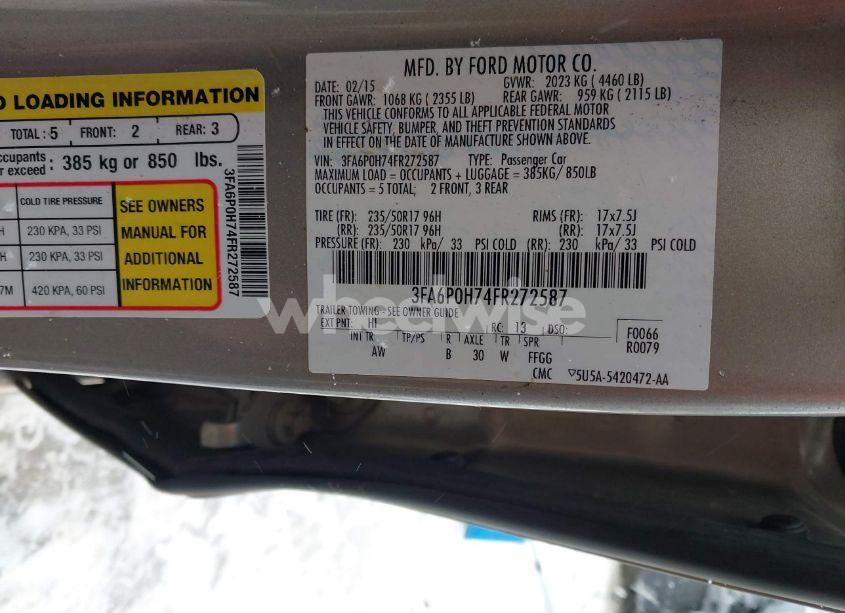 D LOADING INFORMATION
TOTAL: 5 FRONT: 2 REAR: 3
ccupants
r exceed: 385 kg or 850 lbs.
COLD TIRE PRESSURE
H 230 KPA, 33 PSI
H 230 KPA, 33 PSI
7M 420 KPA, 60 PSI
SEE OWNERS
MANUAL FOR
ADDITIONAL
INFORMATION
3FA6P0H74FR272587
MFD. BY FORD MOTOR CO.
DATE: 02/15 GVWR: 2023 KG ( 4460 LB)
FRONT GAWR: 1068 KG ( 2355 LB) REAR GAWR: 959 KG ( 2115 LB)
THIS VEHICLE CONFORMS TO ALL APPLICABLE FEDERAL MOTOR
VEHICLE SAFETY, BUMPER, AND THEFT PREVENTION STANDARDS
IN EFFECT ON THE DATE OF MANUFACTURE SHOWN ABOVE.
VIN: 3FA6P0H74FR272587 TYPE: Passenger Car
MAXIMUM LOAD = OCCUPANTS + LUGGAGE = 385KG/ 850LB
OCCUPANTS = 5 TOTAL; 2 FRONT, 3 REAR
TIRE (FR): 235/50R17 96H RIMS (FR): 17x7.5J
(RR): 235/50R17 96H (RR): 17x7.5J
PRESSURE (FR): 230 kPa/ 33 PSI COLD (RR): 230 kPa/ 33 PSI COLD
3FA6P0H74FR272587
TRAILER TOWING - SEE OWNER GUIDE
EXT PNT: H1 RC: 13 DSO: F0066
R0079
INT TR TP/PS R AXLE TR SPR
AW B 30 W FFGG
CMC ▽5U5A-5420472-AA
wheelwise